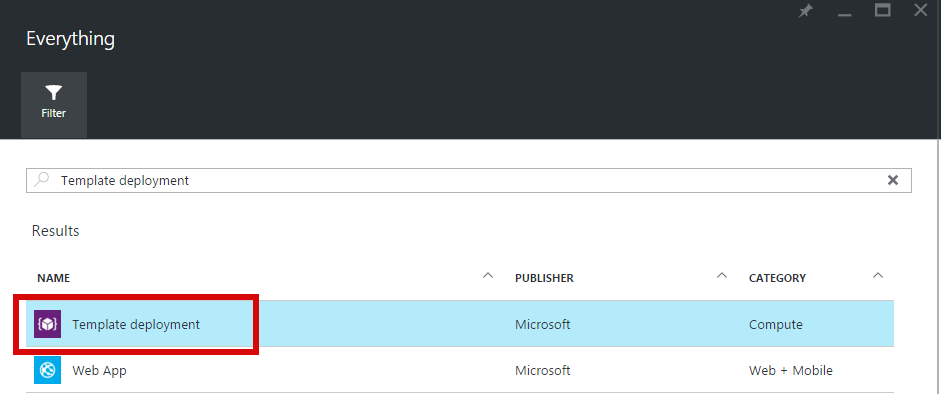 Everything
Filter
Template deployment
Results
NAME PUBLISHER CATEGORY
Template deployment Microsoft Compute
Web App Microsoft Web + Mobile